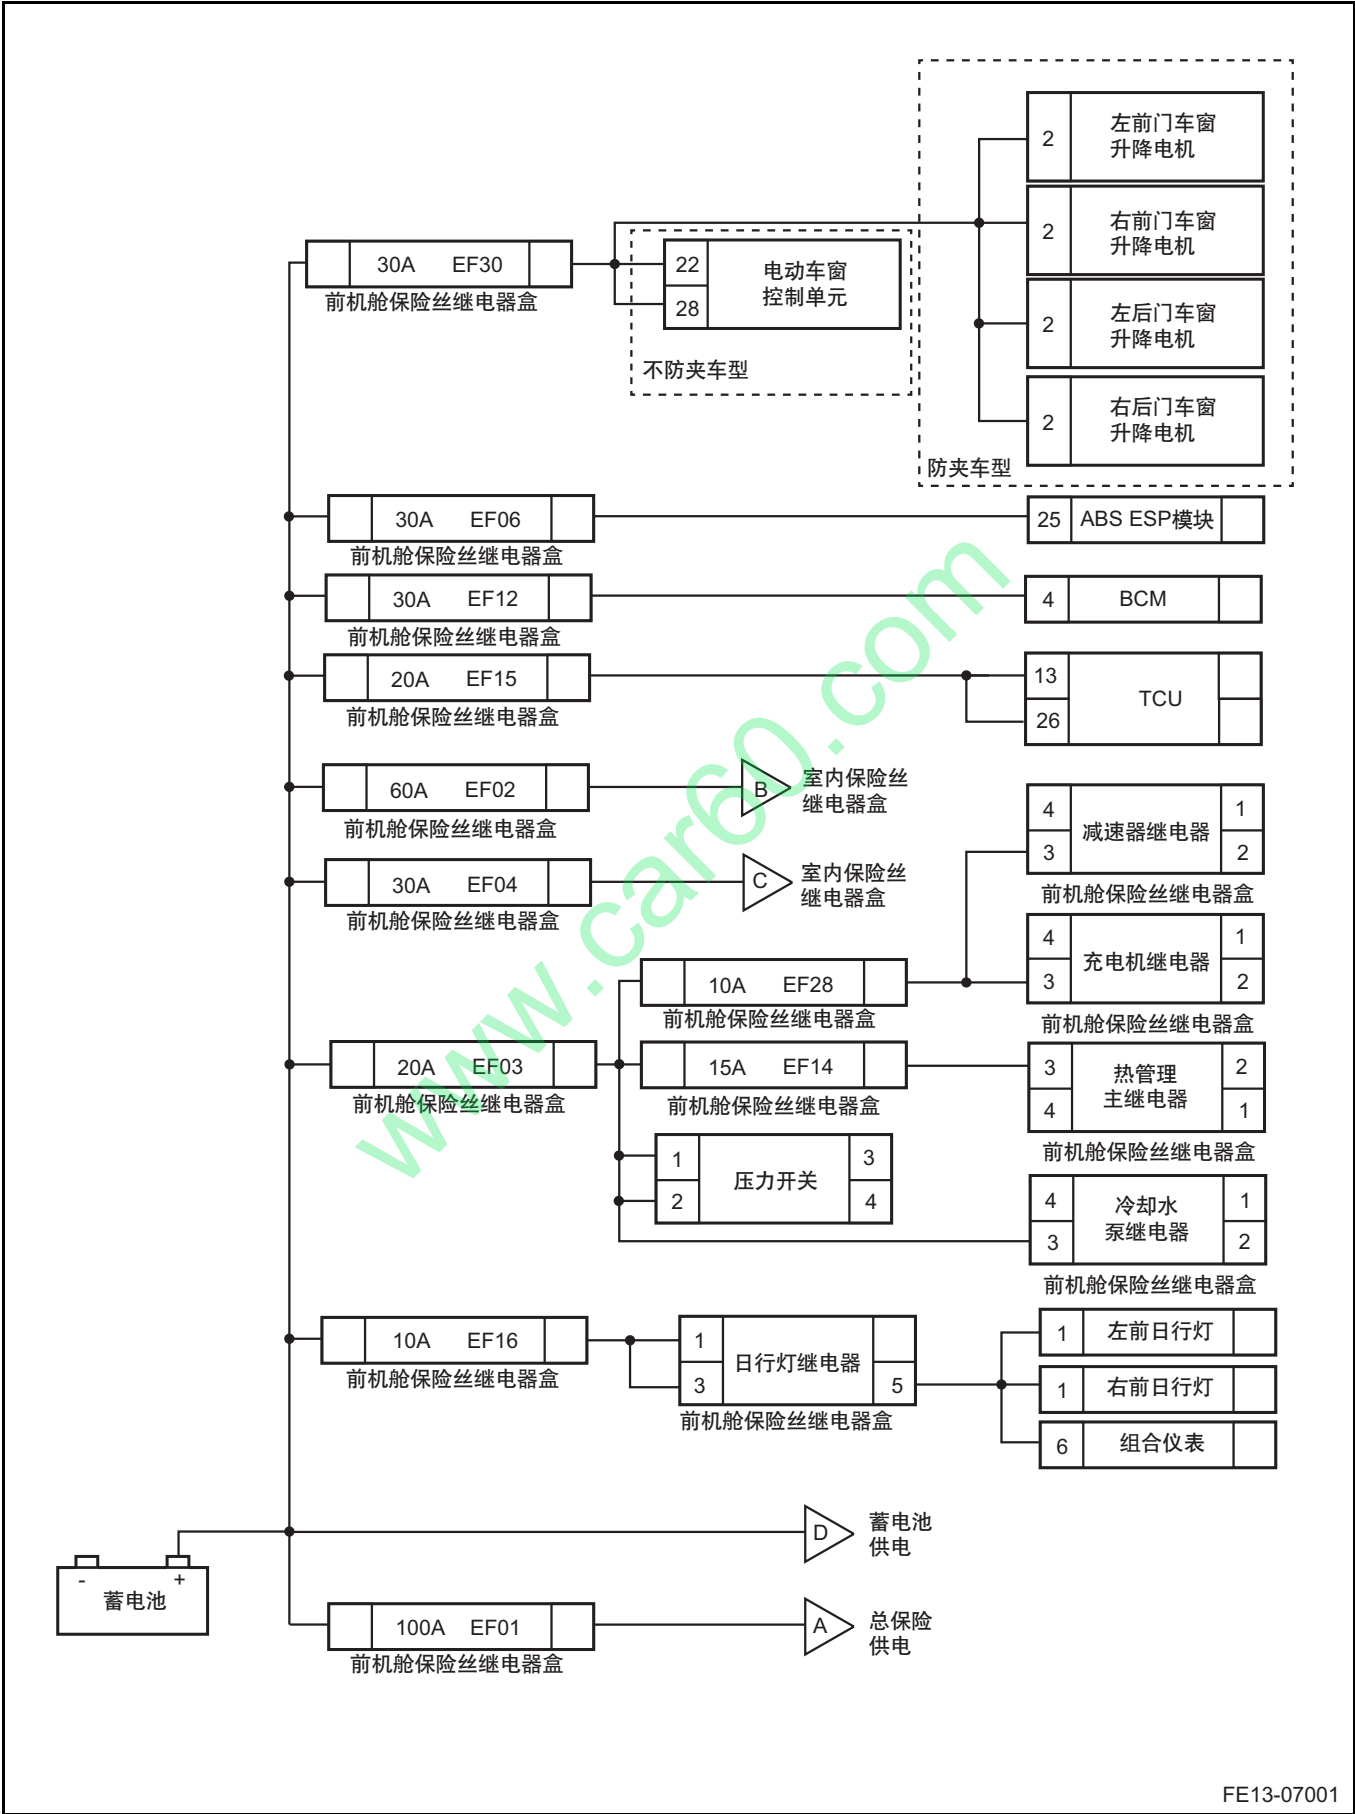 2
左前门车窗
升降电机
2
右前门车窗
升降电机
30A EF30
前机舱保险丝继电器盒
22
28
电动车窗
控制单元
不防夹车型
2
左后门车窗
升降电机
2
右后门车窗
升降电机
防夹车型
30A EF06
前机舱保险丝继电器盒
25 ABS ESP模块
30A EF12
前机舱保险丝继电器盒
4 BCM
20A EF15
前机舱保险丝继电器盒
13
26
TCU
60A EF02
前机舱保险丝继电器盒
B
室内保险丝
继电器盒
30A EF04
前机舱保险丝继电器盒
C
室内保险丝
继电器盒
4 减速器继电器 1
3 2
前机舱保险丝继电器盒
10A EF28
前机舱保险丝继电器盒
4 充电机继电器 1
3 2
前机舱保险丝继电器盒
20A EF03
前机舱保险丝继电器盒
15A EF14
前机舱保险丝继电器盒
3 热管理 2
4 主继电器 1
前机舱保险丝继电器盒
1 压力开关 3
2 4
4 冷却水 1
3 泵继电器 2
前机舱保险丝继电器盒
10A EF16
前机舱保险丝继电器盒
1 日行灯继电器
3 5
前机舱保险丝继电器盒
1 左前日行灯
1 右前日行灯
6 组合仪表
D
蓄电池
供电
- +
蓄电池
100A EF01
前机舱保险丝继电器盒
A
总保险
供电
www.car60.com
FE13-07001